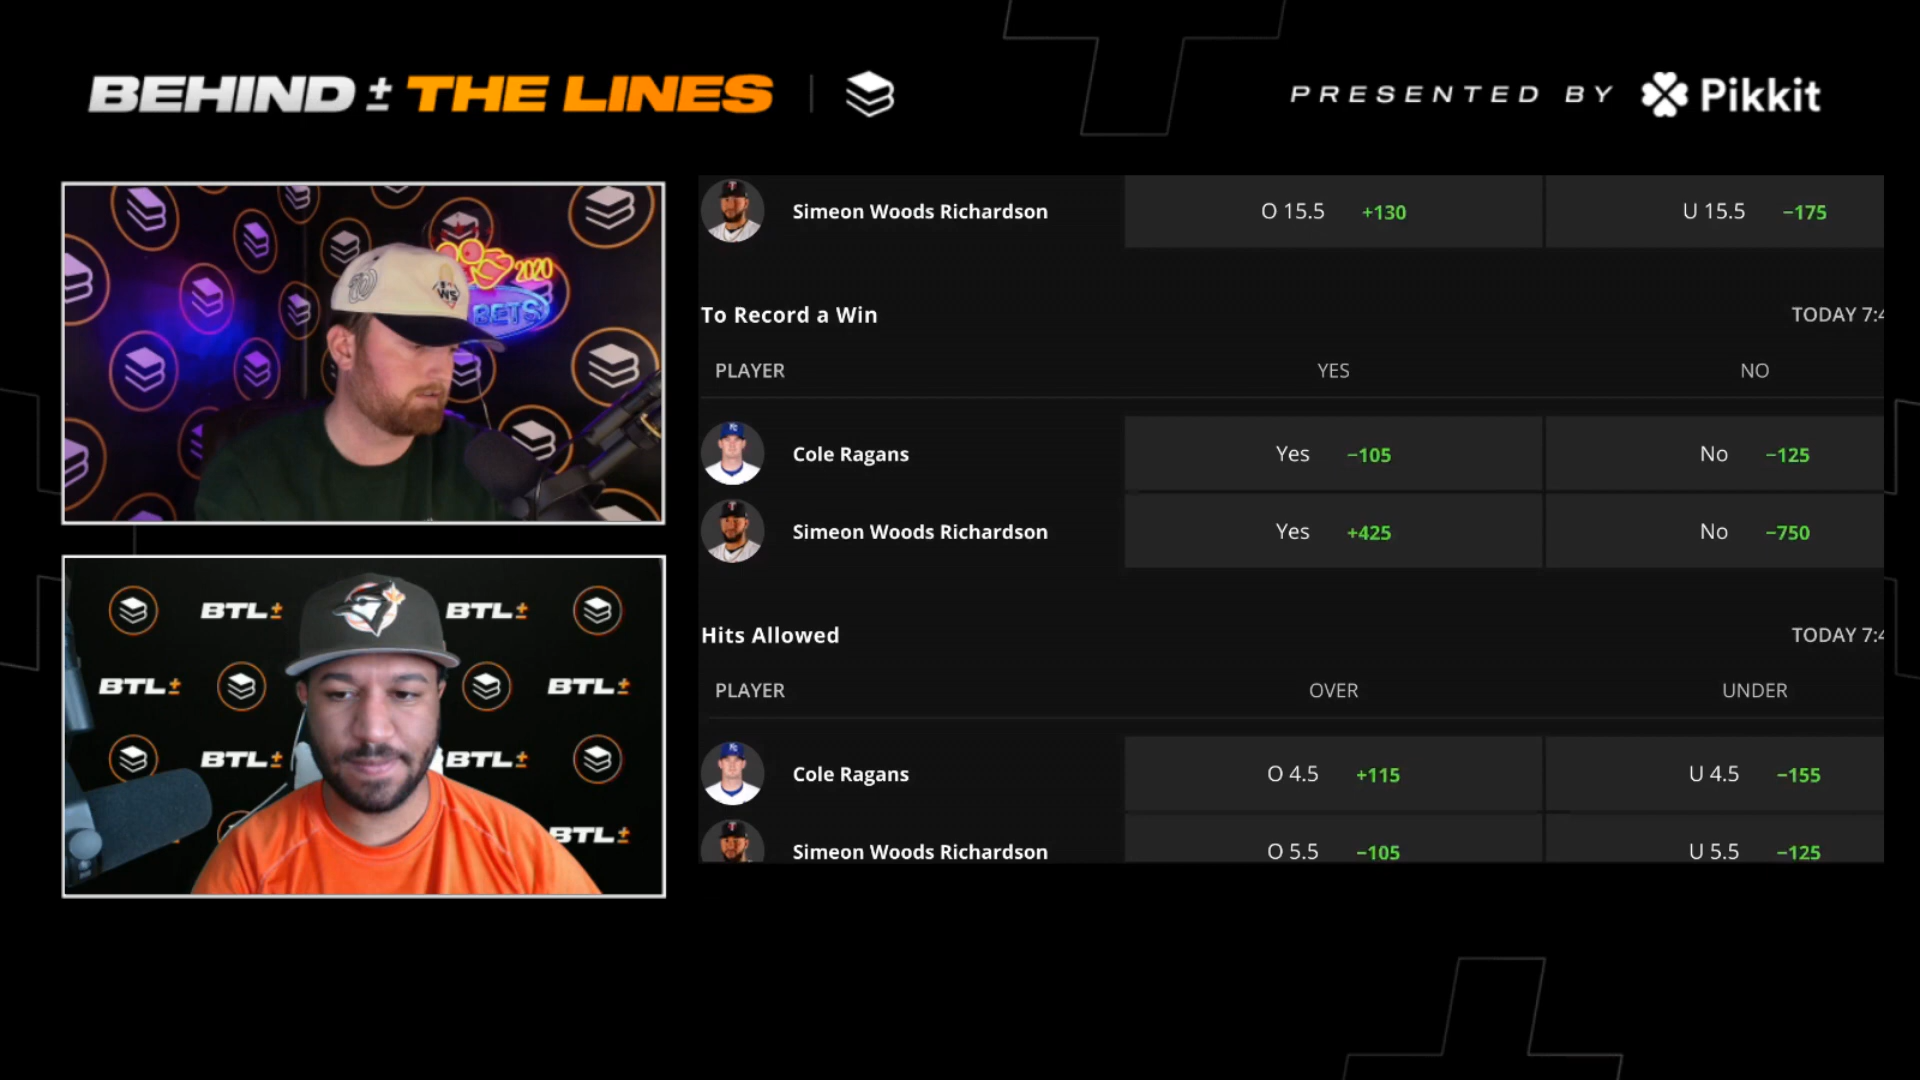 BEHIND ± THE LINES
PRESENTED BY Pikkit
2020
BETS
WS
BTL± BTL±
BTL± BTL±
BTL± BTL±
BTL±
Simeon Woods Richardson O 15.5 +130 U 15.5 −175
To Record a Win TODAY 7:4
PLAYER YES NO
Cole Ragans Yes −105 No −125
Simeon Woods Richardson Yes +425 No −750
Hits Allowed TODAY 7:4
PLAYER OVER UNDER
Cole Ragans O 4.5 +115 U 4.5 −155
Simeon Woods Richardson O 5.5 −105 U 5.5 −125